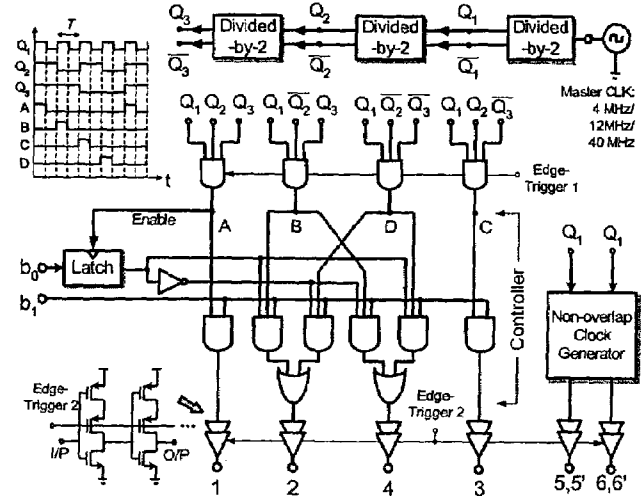 Q₃ Divided -by-2 Q₂ Divided -by-2 Q₁ Divided -by-2
Q̅₃ Q̅₂ Q̅₁
Master CLK:
4 MHz/
12MHz/
40 MHz
T
Q₁
Q₂
Q₃
A
B
C
D
t
Q₁ Q₂ Q₃ Q₁ Q̅₂ Q₃ Q₁ Q̅₂ Q̅₃ Q₁ Q₂ Q̅₃
Edge-
Trigger 1
Enable
A B D C
b₀ Latch
b₁
Controller
Q₁ Q₁
Non-overlap
Clock
Generator
Edge-
Trigger 2
I/P O/P
Edge-
Trigger 2
1 2 4 3 5,5' 6,6'